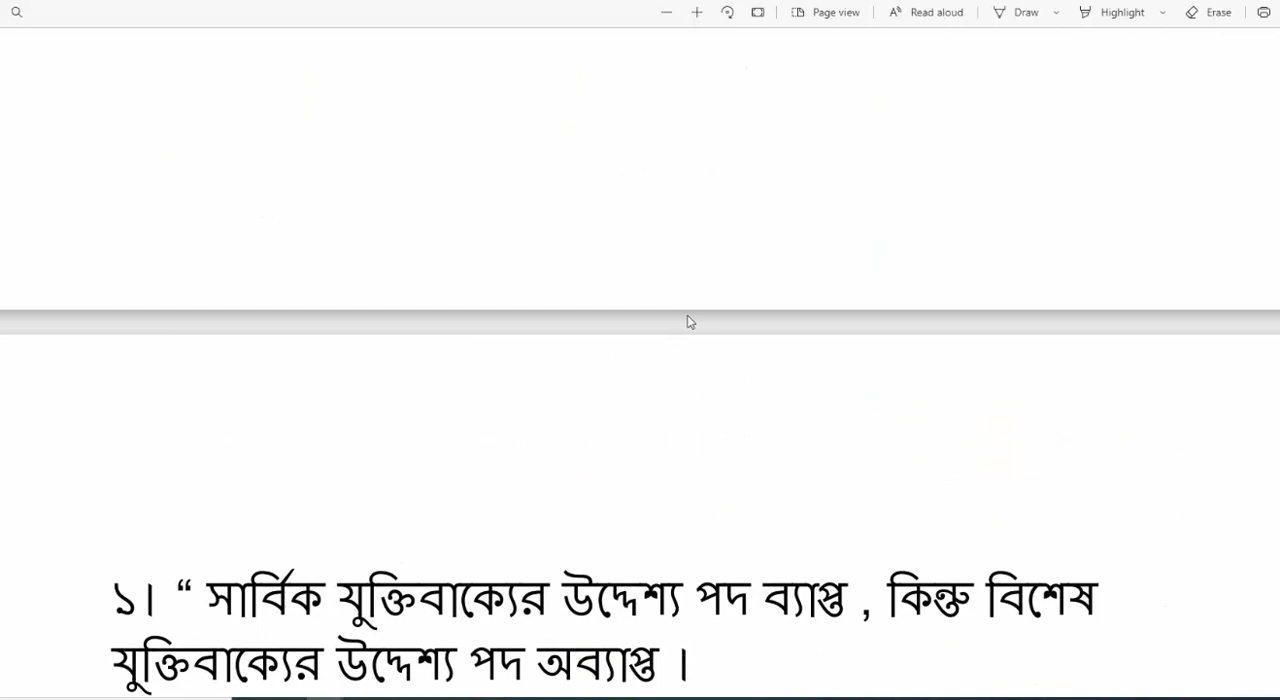 Page view Read aloud Draw Highlight Erase
১। “ সার্বিক যুক্তিবাক্যের উদ্দেশ্য পদ ব্যাপ্ত , কিন্তু বিশেষ
যুক্তিবাক্যের উদ্দেশ্য পদ অব্যাপ্ত ।